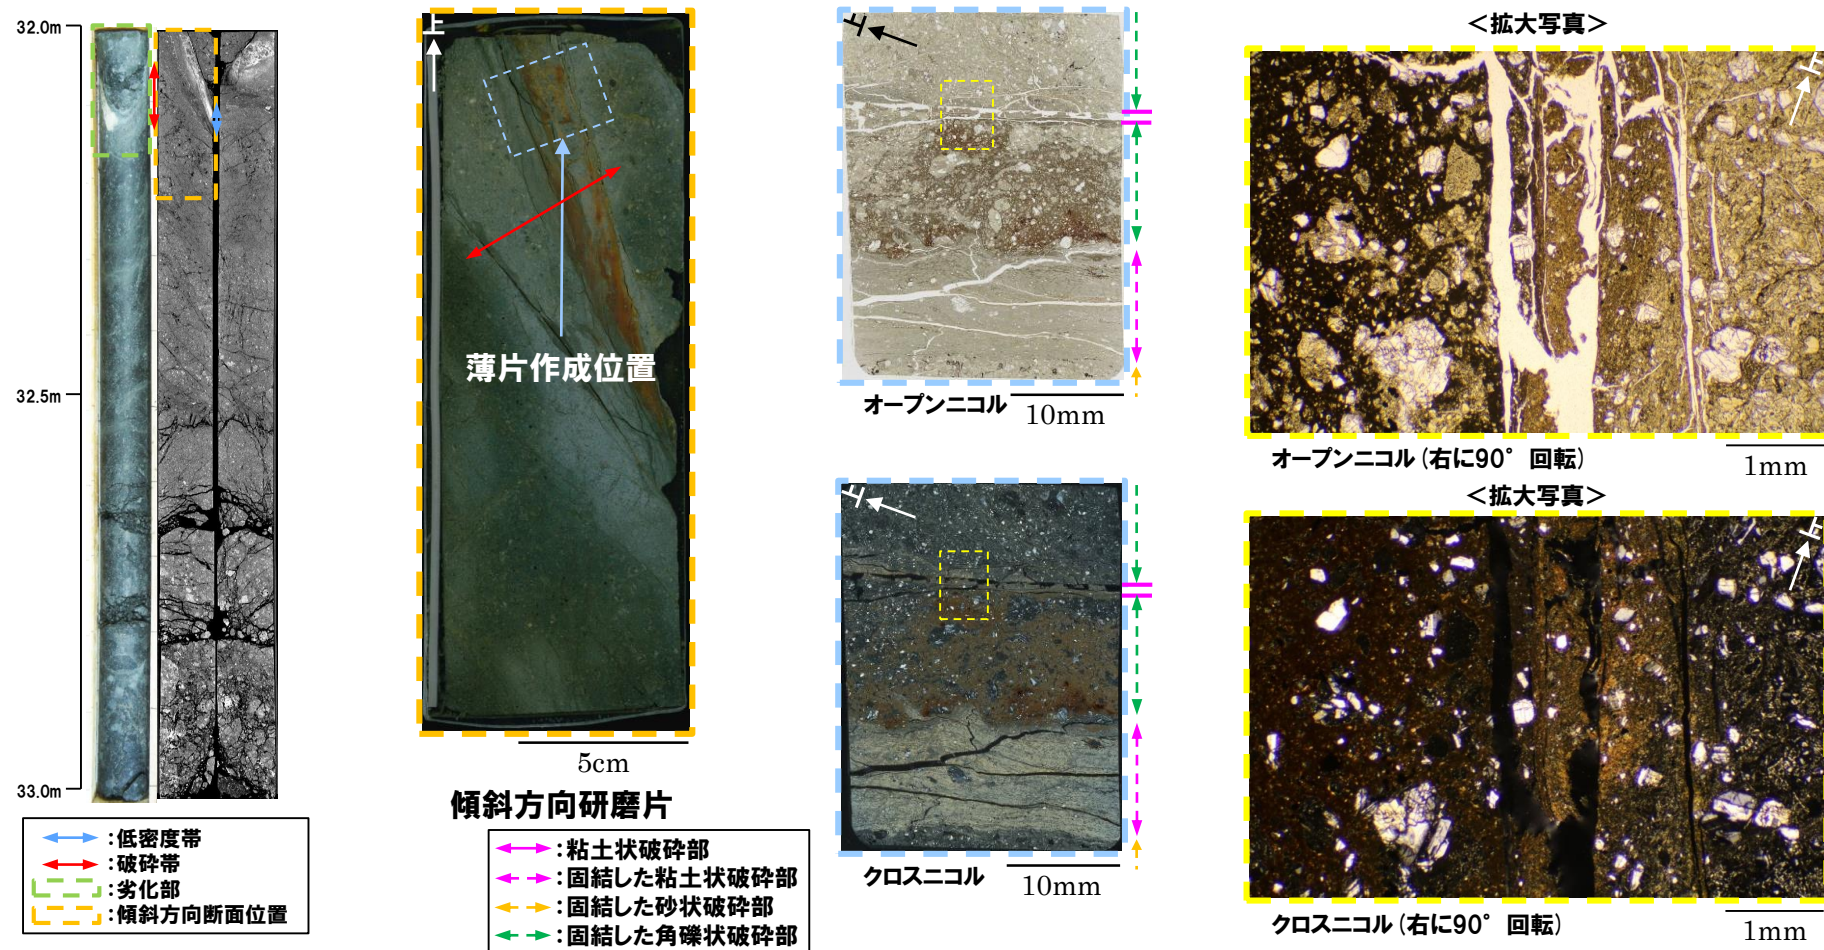 32.0m
32.5m
33.0m
:低密度帯
:破砕帯
:劣化部
:傾斜方向断面位置
上
薄片作成位置
5cm
傾斜方向研磨片
:粘土状破砕部
:固結した粘土状破砕部
:固結した砂状破砕部
:固結した角礫状破砕部
上
オープンニコル
10mm
上
クロスニコル
10mm
<拡大写真>
上
オープンニコル(右に90°回転)
1mm
<拡大写真>
上
クロスニコル(右に90°回転)
1mm